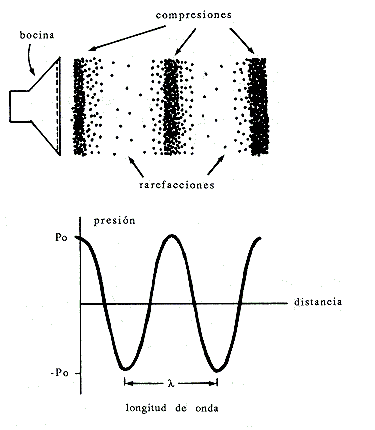 compresiones
bocina
rarefacciones
presión
Po
distancia
-Po
λ
longitud de onda